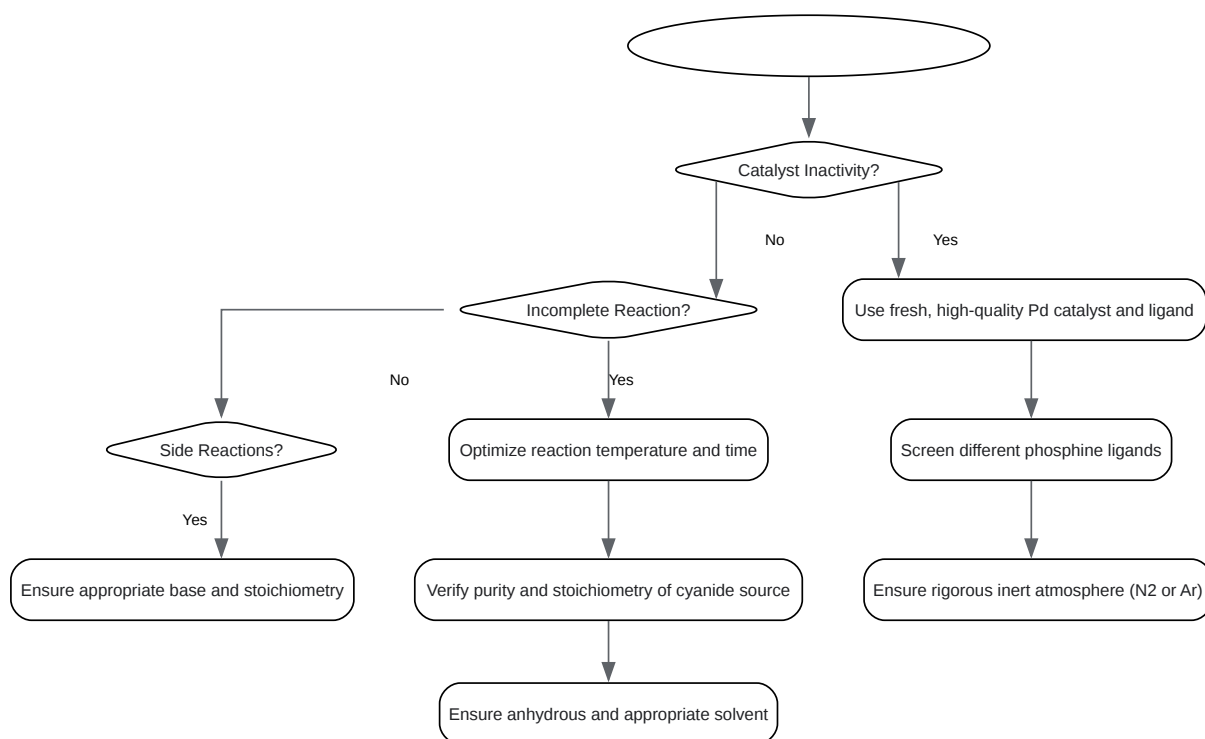 Catalyst Inactivity?
No
Yes
Incomplete Reaction?
Use fresh, high-quality Pd catalyst and ligand
No
Yes
Side Reactions?
Optimize reaction temperature and time
Screen different phosphine ligands
Yes
Ensure appropriate base and stoichiometry
Verify purity and stoichiometry of cyanide source
Ensure rigorous inert atmosphere (N2 or Ar)
Ensure anhydrous and appropriate solvent